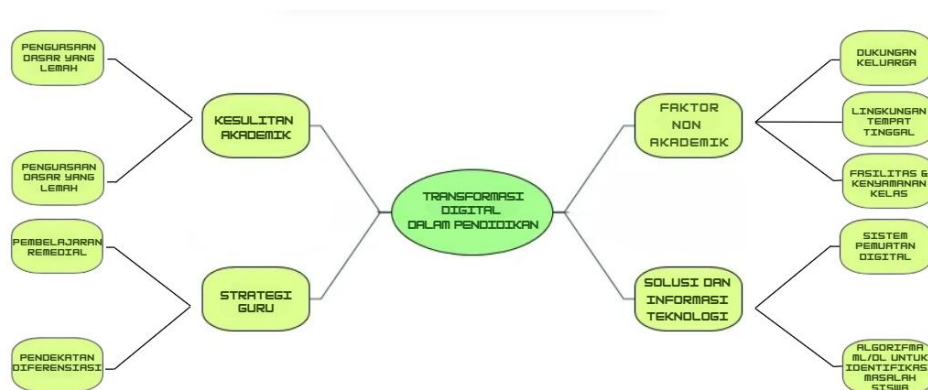 PENGUASAAN
DASAR YANG
LEMAH
PENGUASAAN
DASAR YANG
LEMAH
KESULITAN
AKADEMIK
PEMBELAJARAN
REMEDIAL
PENDEKATAN
DIFERENSIASI
STRATEGI
GURU
TRANSFORMASI
DIGITAL
DALAM PENDIDIKAN
FAKTOR
NON
AKADEMIK
DUKUNGAN
KELUARGA
LINGKUNGAN
TEMPAT
TINGGAL
FASILITAS &
KENYAMANAN
KELAS
SOLUSI DAN
INFORMASI
TEKNOLOGI
SISTEM
PEMUATAN
DIGITAL
ALGORIFMA
ML/DL UNTUK
IDENTIFIKASI
MASALAH
SISWA